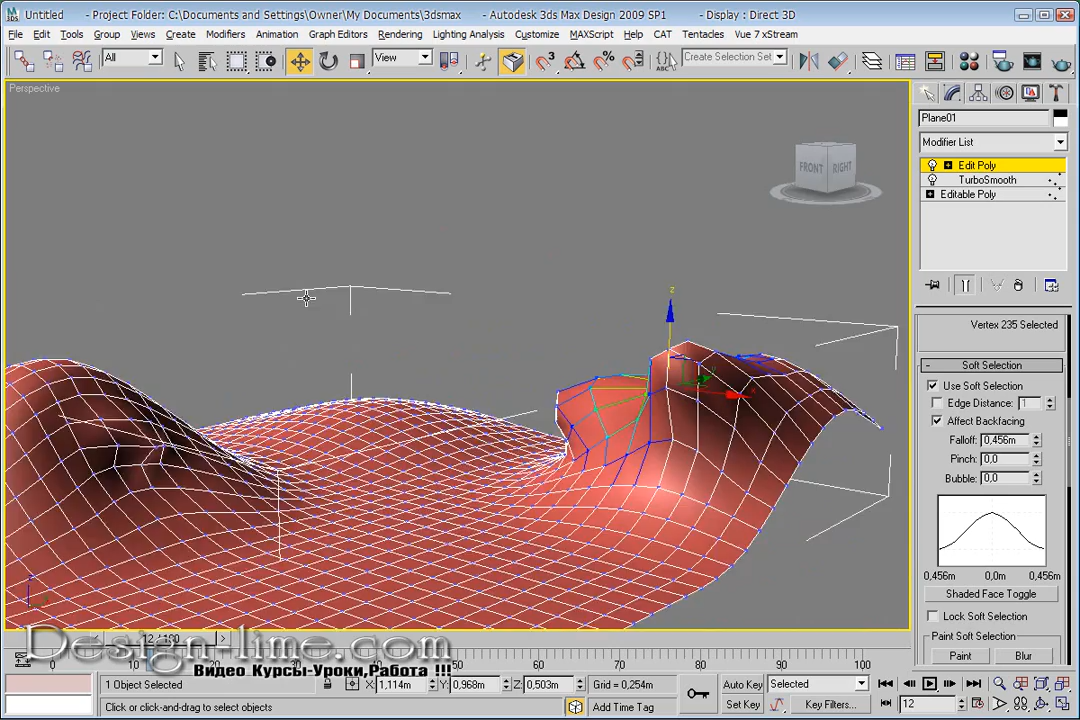 Untitled - Project Folder: C:\Documents and Settings\Owner\My Documents\3dsmax - Autodesk 3ds Max Design 2009 SP1 - Display : Direct 3D
File Edit Tools Group Views Create Modifiers Animation Graph Editors Rendering Lighting Analysis Customize MAXScript Help CAT Tentacles Vue 7 xStream
All View Create Selection Set
Perspective
FRONT RIGHT
z
Plane01
Modifier List
Edit Poly
TurboSmooth
Editable Poly
Vertex 235 Selected
Soft Selection
Use Soft Selection
Edge Distance: 1
Affect Backfacing
Falloff: 0,456m
Pinch: 0,0
Bubble: 0,0
0,456m 0,0m 0,456m
Shaded Face Toggle
Lock Soft Selection
Paint Soft Selection
Paint Blur
12 / 100
Design-lime.com
Видео Курсы-Уроки,Работа !!!
0 10 60 70 80 90 100
1 Object Selected X: 1,114m Y: 0,968m Z: 0,503m Grid = 0,254m Auto Key Selected
Click or click-and-drag to select objects Add Time Tag Set Key Key Filters... 12